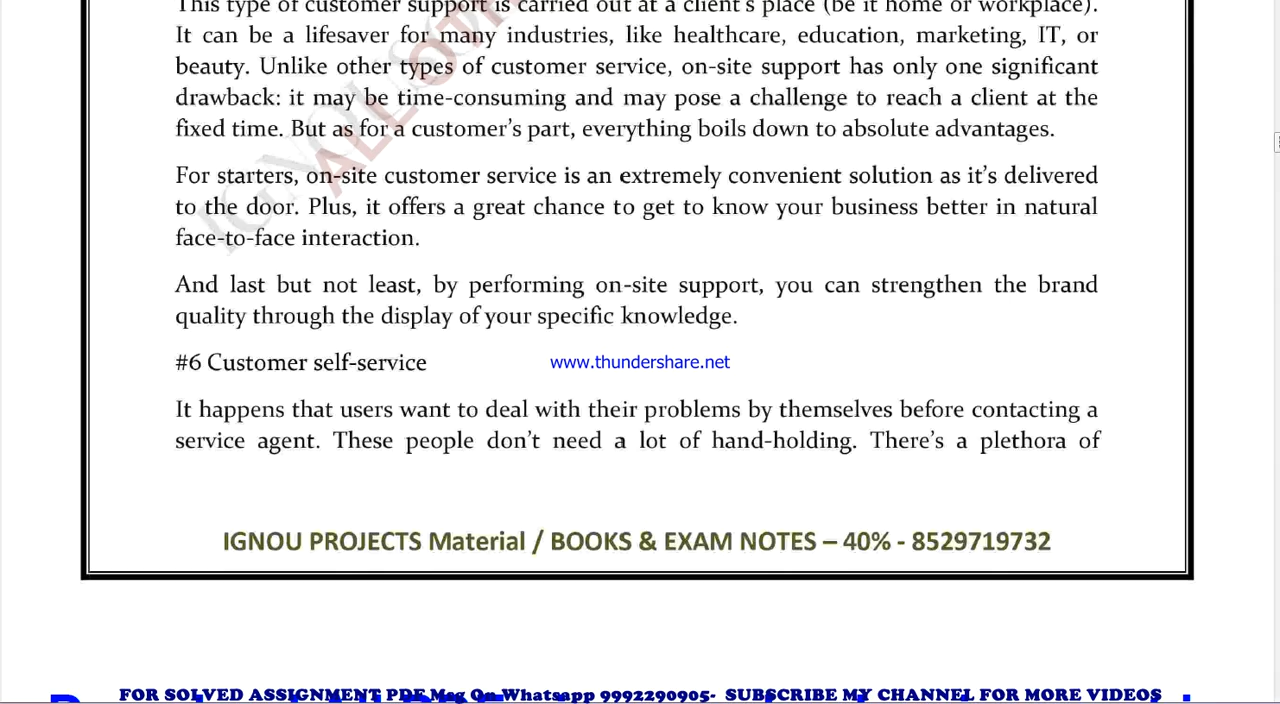 This type of customer support is carried out at a client's place (be it home or workplace).
It can be a lifesaver for many industries, like healthcare, education, marketing, IT, or
beauty. Unlike other types of customer service, on-site support has only one significant
drawback: it may be time-consuming and may pose a challenge to reach a client at the
fixed time. But as for a customer's part, everything boils down to absolute advantages.
For starters, on-site customer service is an extremely convenient solution as it's delivered
to the door. Plus, it offers a great chance to get to know your business better in natural
face-to-face interaction.
And last but not least, by performing on-site support, you can strengthen the brand
quality through the display of your specific knowledge.
#6 Customer self-service
www.thundershare.net
It happens that users want to deal with their problems by themselves before contacting a
service agent. These people don't need a lot of hand-holding. There's a plethora of
IGNOU PROJECTS Material / BOOKS & EXAM NOTES – 40% - 8529719732
FOR SOLVED ASSIGNMENT PDF Msg On Whatsapp 9992290905- SUBSCRIBE MY CHANNEL FOR MORE VIDEOS